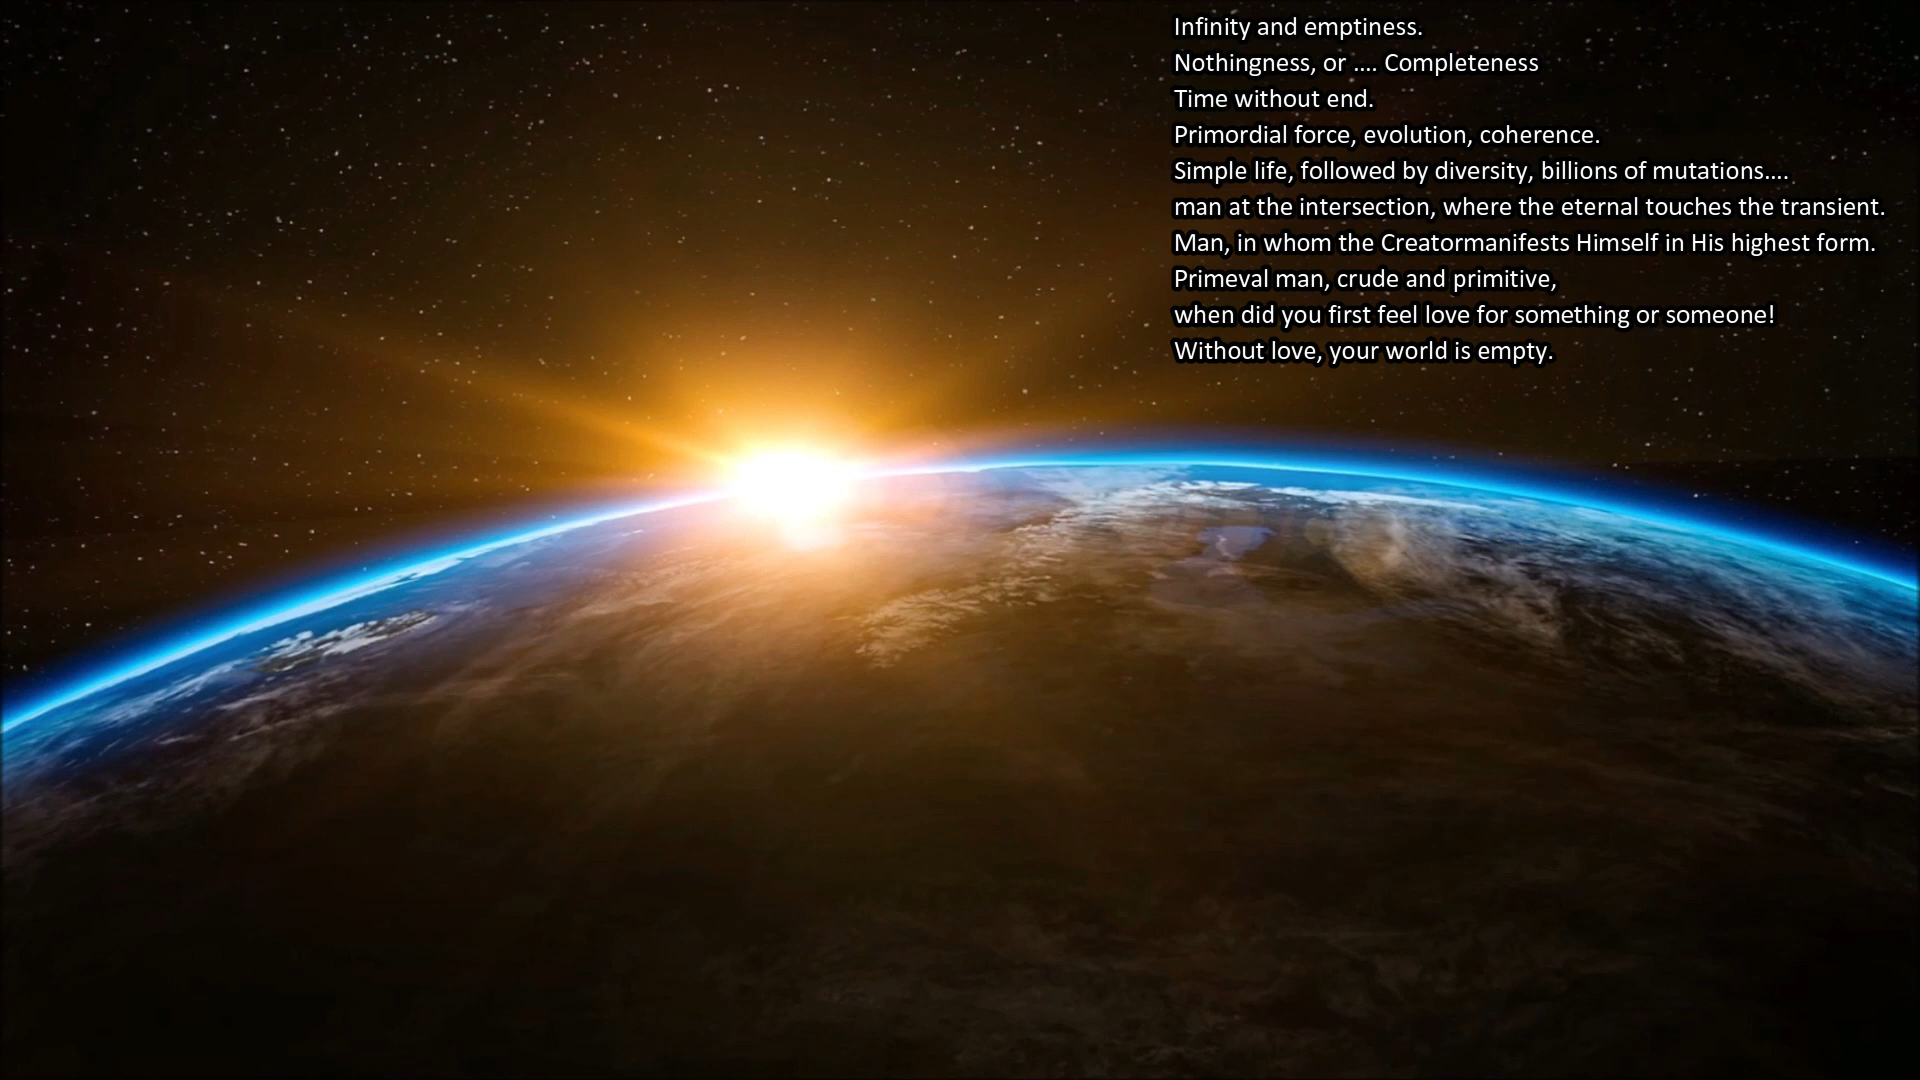 Infinity and emptiness.
Nothingness, or .... Completeness
Time without end.
Primordial force, evolution, coherence.
Simple life, followed by diversity, billions of mutations....
man at the intersection, where the eternal touches the transient.
Man, in whom the Creatormanifests Himself in His highest form.
Primeval man, crude and primitive,
when did you first feel love for something or someone!
Without love, your world is empty.